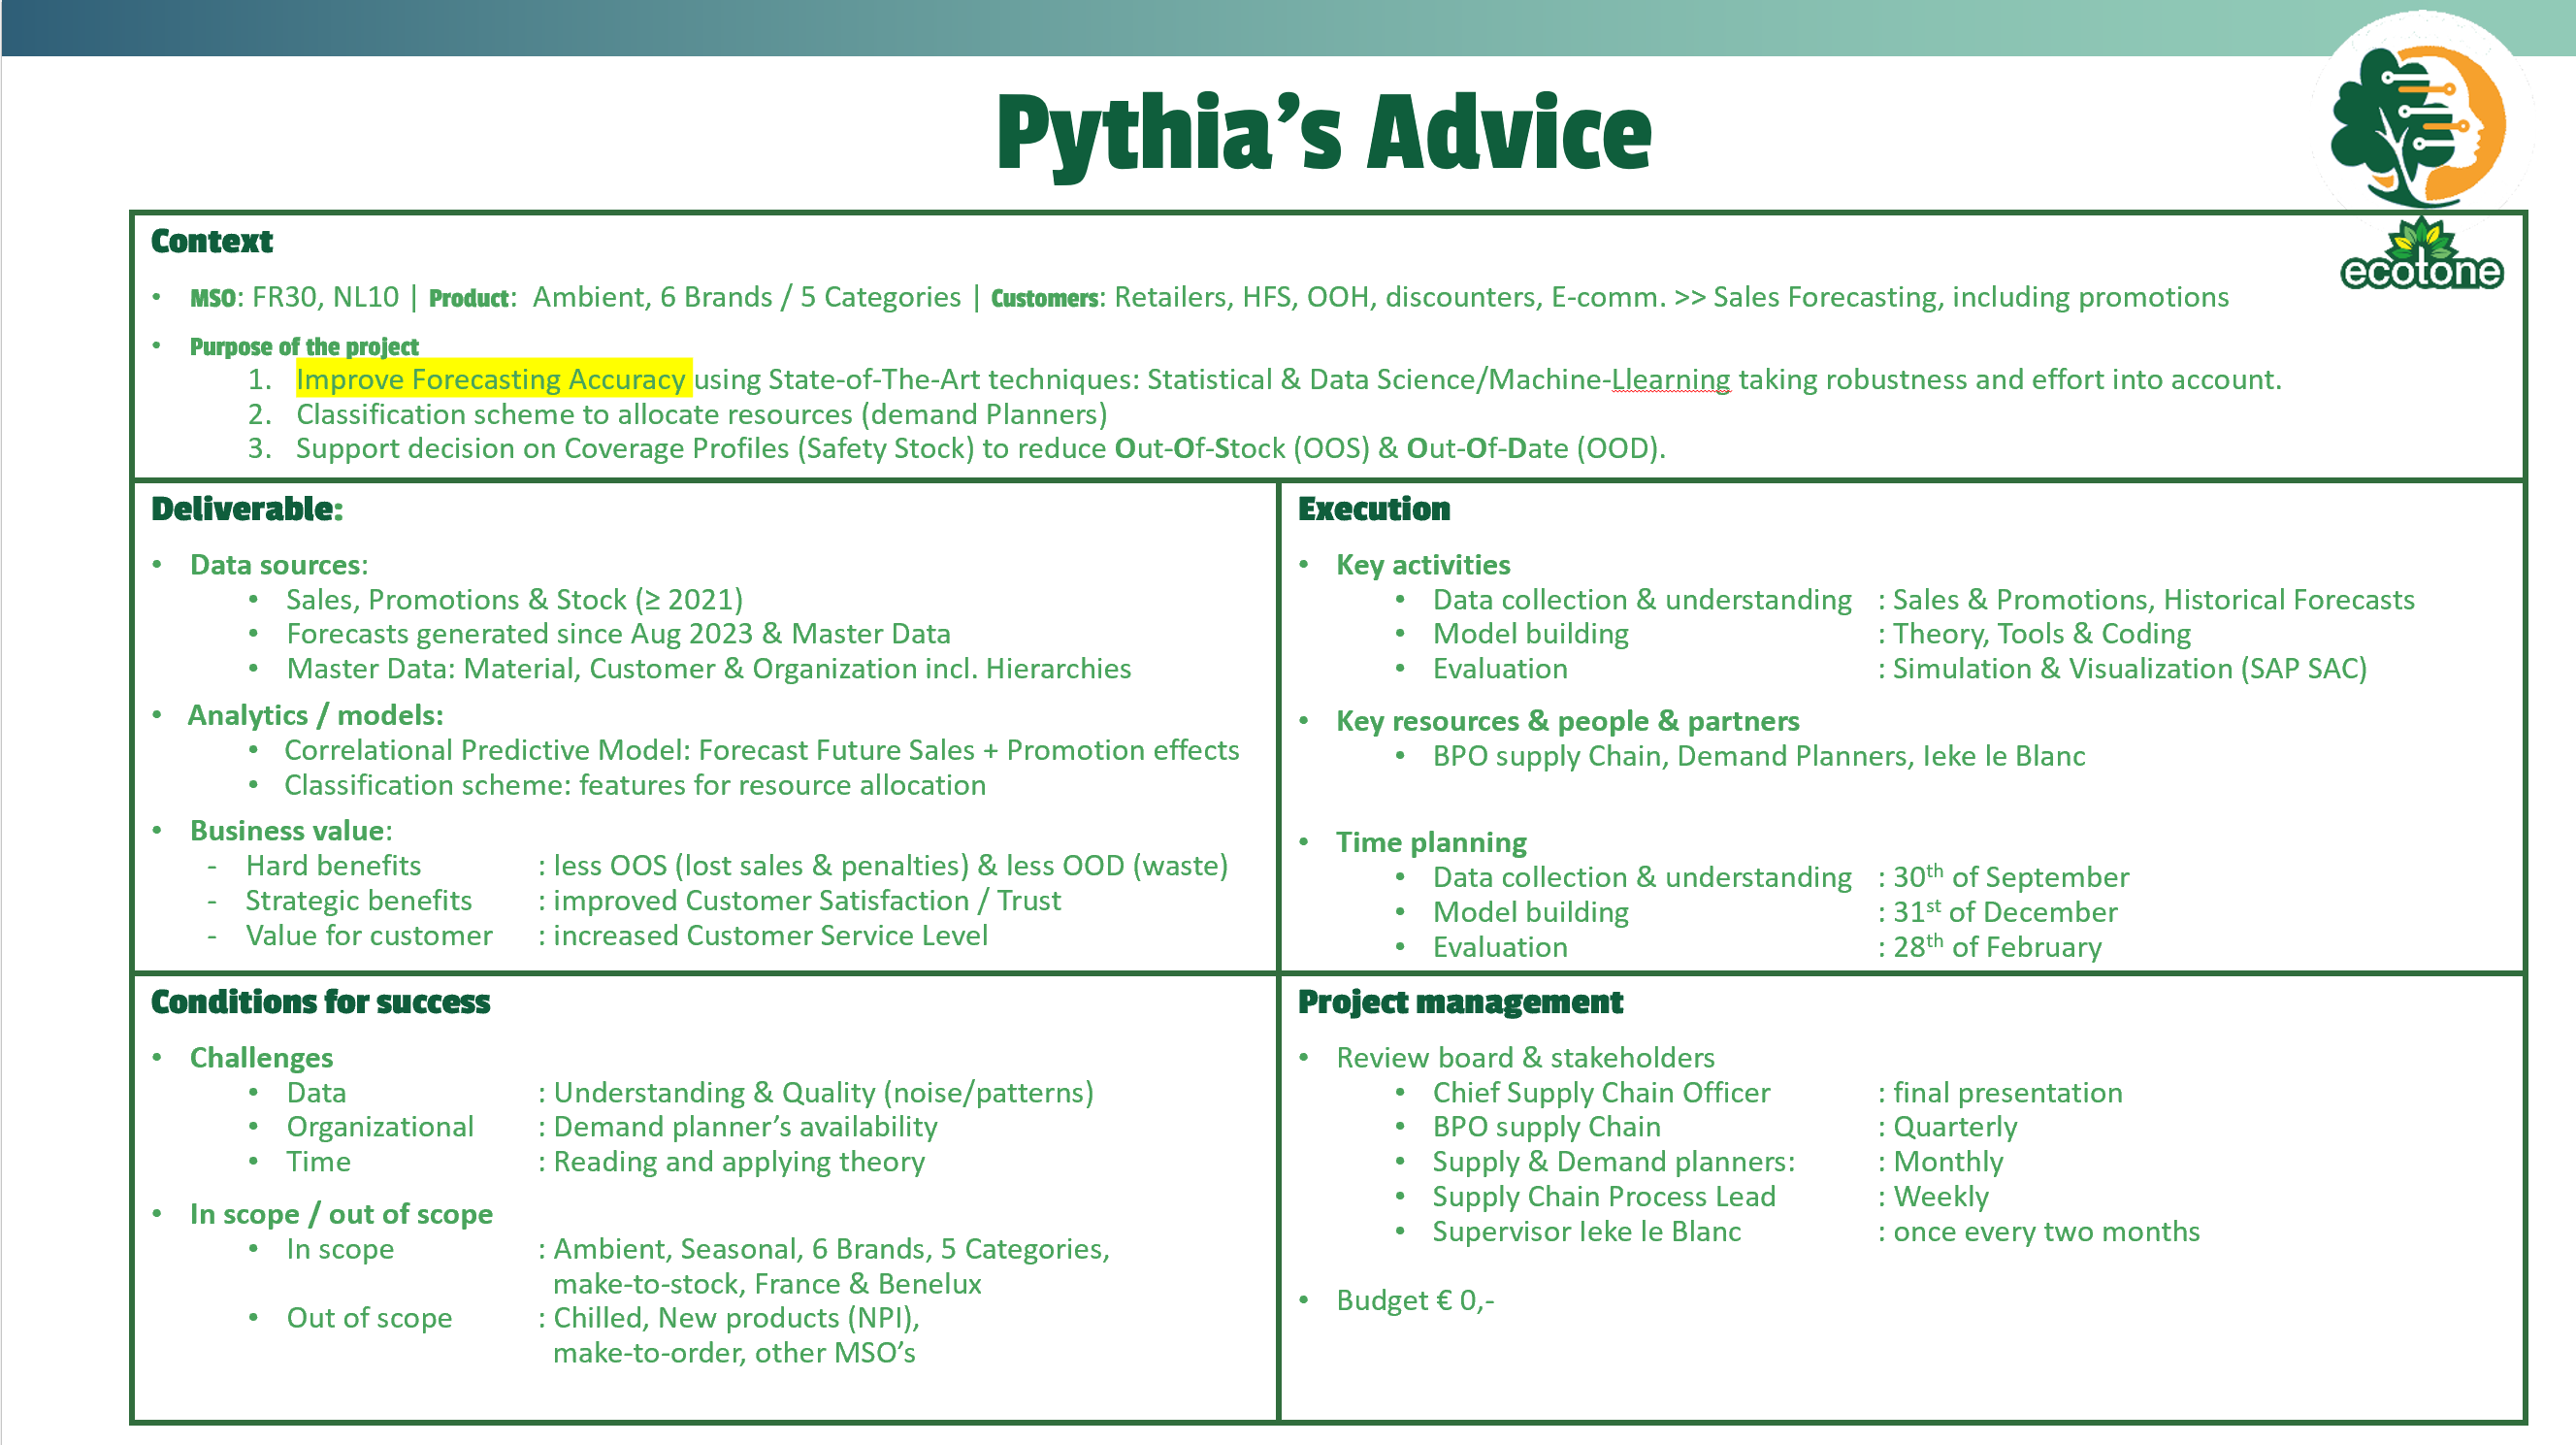 Pythia's Advice
ecotone
Context
• MSO: FR30, NL10 | Product: Ambient, 6 Brands / 5 Categories | Customers: Retailers, HFS, OOH, discounters, E-comm. >> Sales Forecasting, including promotions
• Purpose of the project
1. Improve Forecasting Accuracy using State-of-The-Art techniques: Statistical & Data Science/Machine-Llearning taking robustness and effort into account.
2. Classification scheme to allocate resources (demand Planners)
3. Support decision on Coverage Profiles (Safety Stock) to reduce Out-Of-Stock (OOS) & Out-Of-Date (OOD).
Deliverable:
• Data sources:
• Sales, Promotions & Stock (≥ 2021)
• Forecasts generated since Aug 2023 & Master Data
• Master Data: Material, Customer & Organization incl. Hierarchies
• Analytics / models:
• Correlational Predictive Model: Forecast Future Sales + Promotion effects
• Classification scheme: features for resource allocation
• Business value:
- Hard benefits : less OOS (lost sales & penalties) & less OOD (waste)
- Strategic benefits : improved Customer Satisfaction / Trust
- Value for customer : increased Customer Service Level
Execution
• Key activities
• Data collection & understanding : Sales & Promotions, Historical Forecasts
• Model building : Theory, Tools & Coding
• Evaluation : Simulation & Visualization (SAP SAC)
• Key resources & people & partners
• BPO supply Chain, Demand Planners, Ieke le Blanc
• Time planning
• Data collection & understanding : 30th of September
• Model building : 31st of December
• Evaluation : 28th of February
Conditions for success
• Challenges
• Data : Understanding & Quality (noise/patterns)
• Organizational : Demand planner's availability
• Time : Reading and applying theory
• In scope / out of scope
• In scope : Ambient, Seasonal, 6 Brands, 5 Categories,
make-to-stock, France & Benelux
• Out of scope : Chilled, New products (NPI),
make-to-order, other MSO's
Project management
• Review board & stakeholders
• Chief Supply Chain Officer : final presentation
• BPO supply Chain : Quarterly
• Supply & Demand planners: : Monthly
• Supply Chain Process Lead : Weekly
• Supervisor Ieke le Blanc : once every two months
• Budget € 0,-